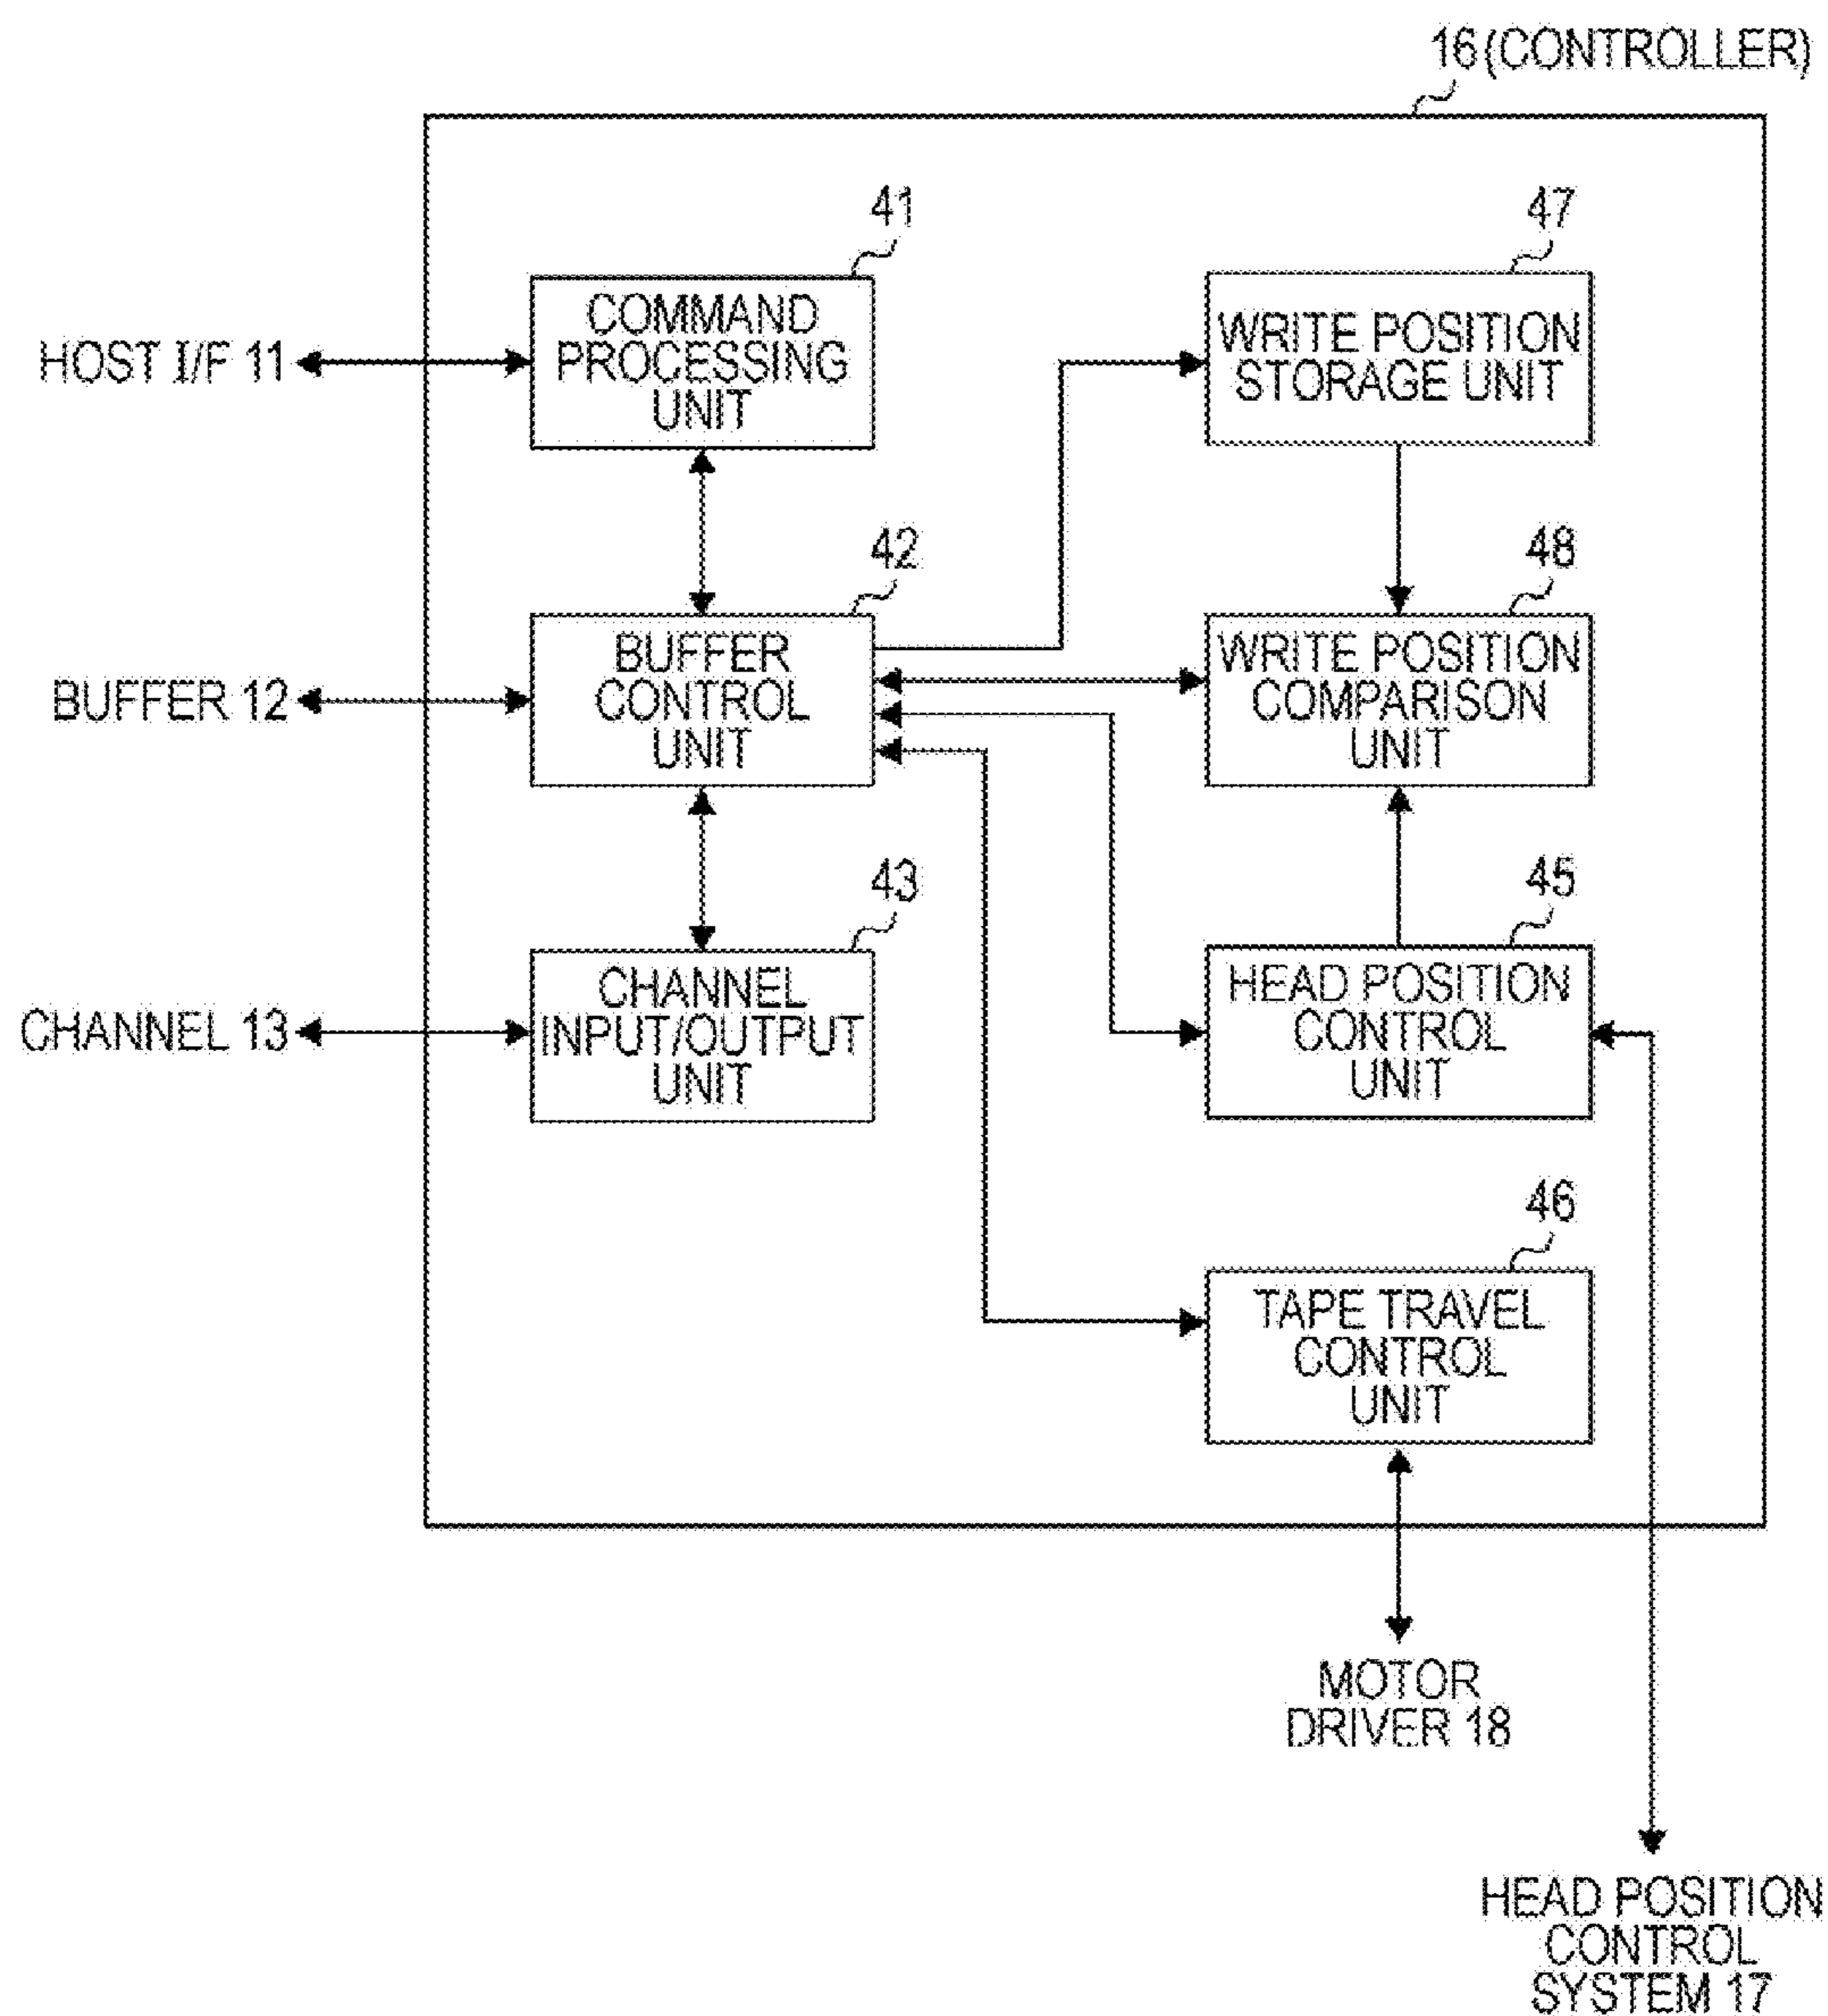 16 (CONTROLLER)
41
COMMAND
PROCESSING
UNIT
47
WRITE POSITION
STORAGE UNIT
HOST I/F 11
42
BUFFER
CONTROL
UNIT
48
WRITE POSITION
COMPARISON
UNIT
BUFFER 12
43
CHANNEL
INPUT/OUTPUT
UNIT
45
HEAD POSITION
CONTROL
UNIT
CHANNEL 13
46
TAPE TRAVEL
CONTROL
UNIT
MOTOR
DRIVER 18
HEAD POSITION
CONTROL
SYSTEM 17